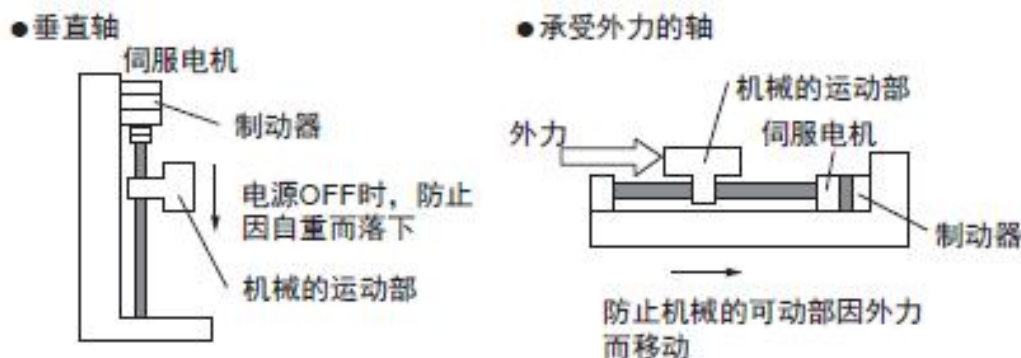 ●垂直轴
伺服电机
制动器
电源OFF时，防止
因自重而落下
机械的运动部
●承受外力的轴
机械的运动部
外力
伺服电机
制动器
防止机械的可动部因外力
而移动